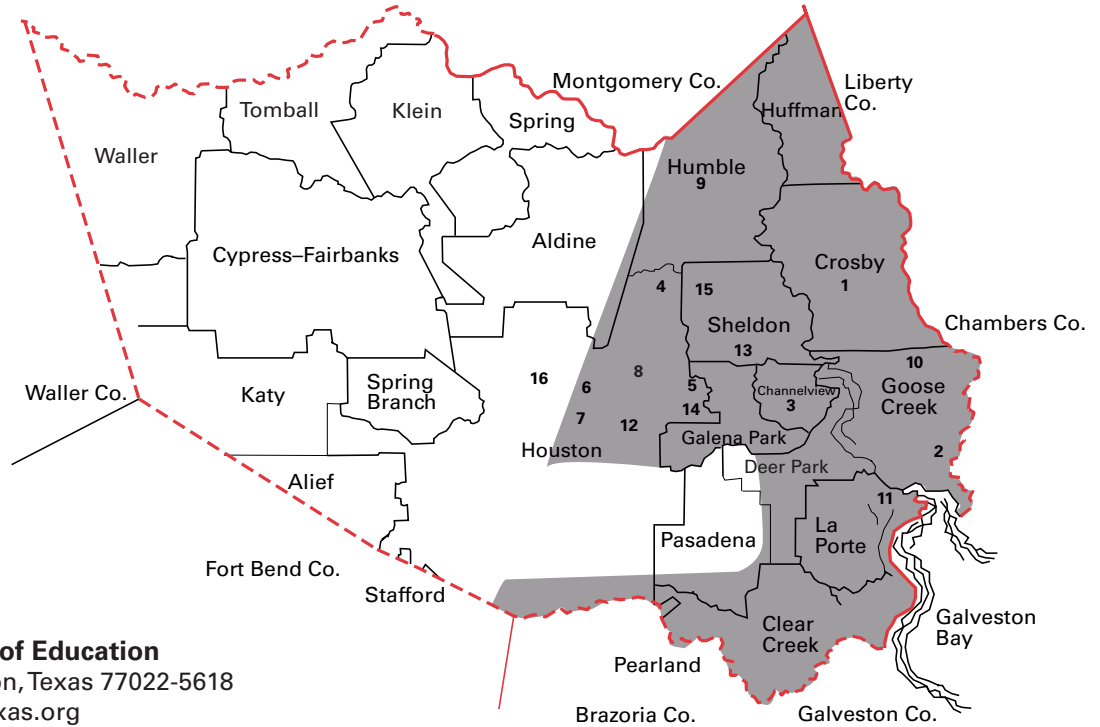 Montgomery Co.
Liberty
Co.
Tomball
Klein
Spring
Huffman
Waller
Humble
9
Cypress–Fairbanks
Aldine
Crosby
1
4
15
Sheldon
13
Chambers Co.
10
Goose
Creek
2
16
6
8
5
7
12
14
Channelview
3
Waller Co.
Katy
Spring
Branch
Houston
Galena Park
Deer Park
Alief
11
La
Porte
Pasadena
Fort Bend Co.
Stafford
Clear
Creek
Galveston
Bay
Pearland
Brazoria Co.
Galveston Co.
of Education
on, Texas 77022-5618
xas.org